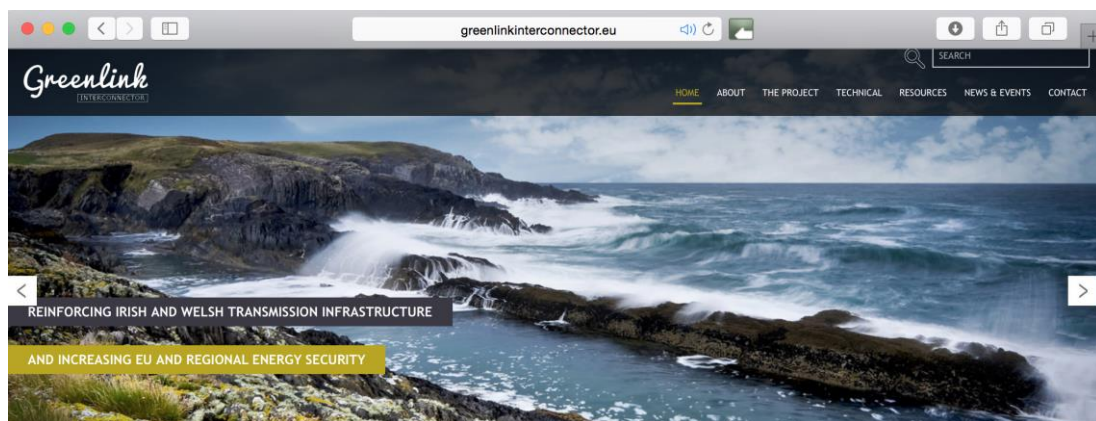 greenlinkinterconnector.eu
SEARCH
Greenlink
INTERCONNECTOR
HOME ABOUT THE PROJECT TECHNICAL RESOURCES NEWS & EVENTS CONTACT
REINFORCING IRISH AND WELSH TRANSMISSION INFRASTRUCTURE
AND INCREASING EU AND REGIONAL ENERGY SECURITY